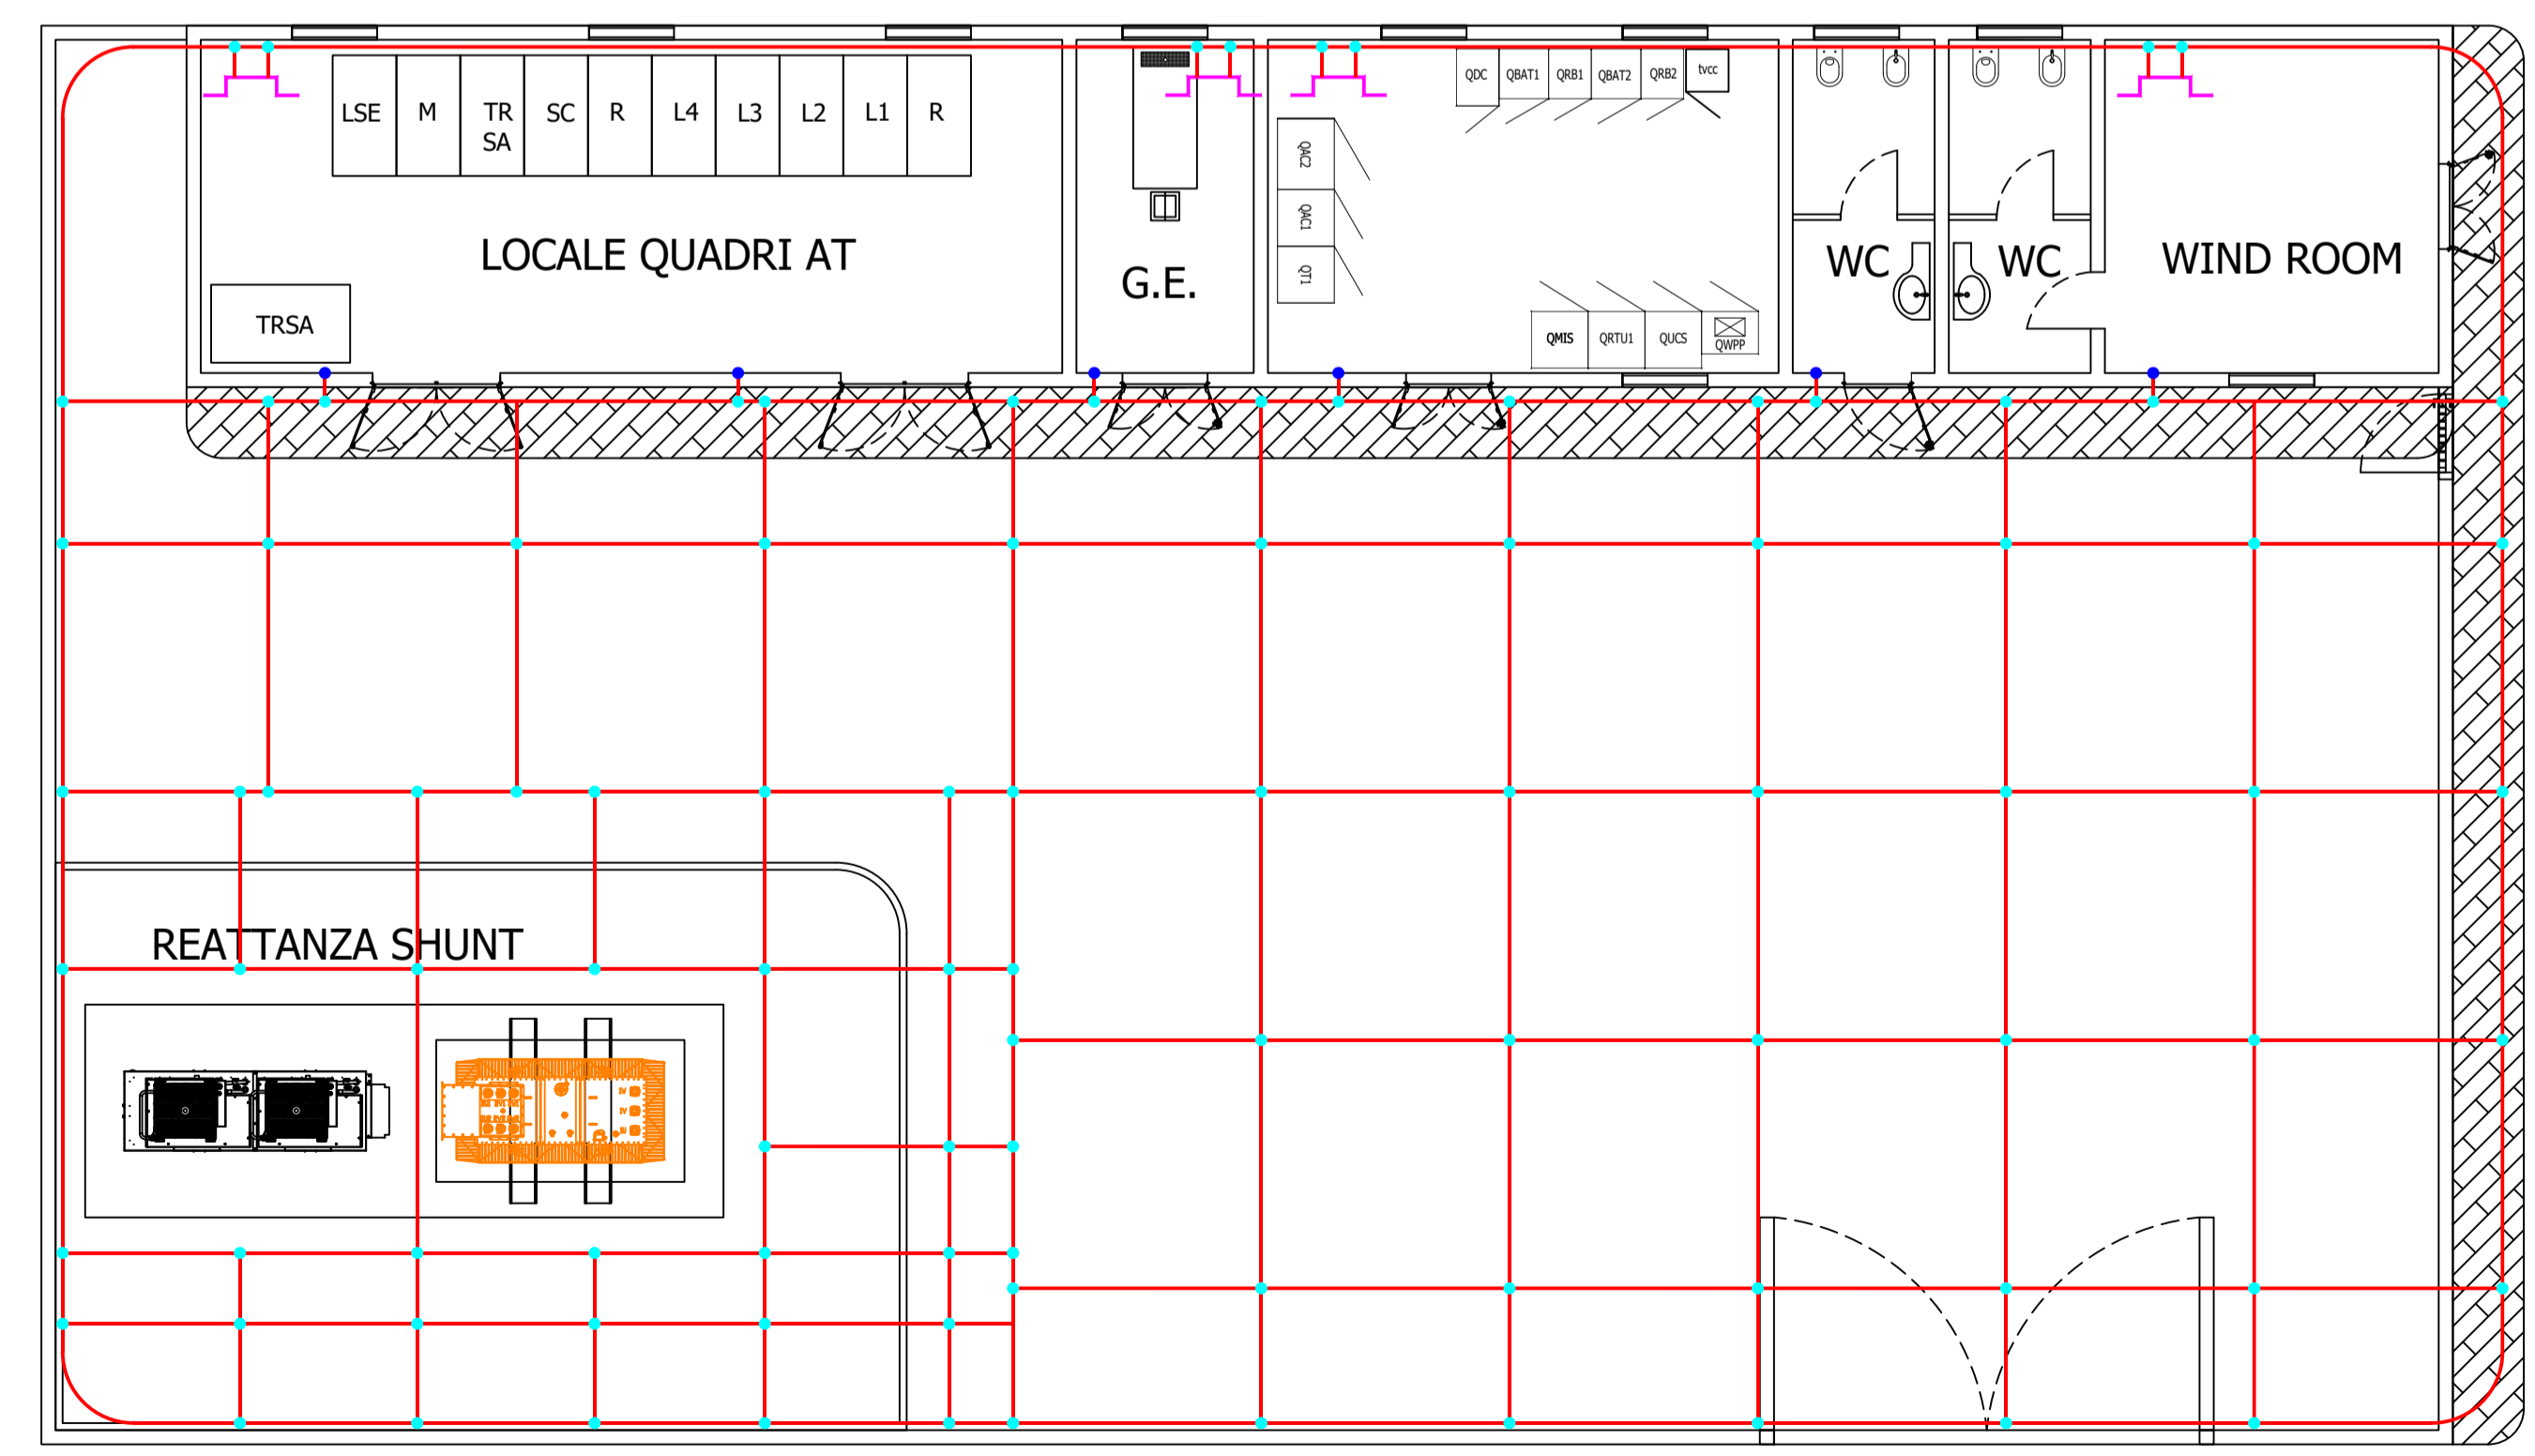 QDC QBAT1 QRB1 QBAT2 QRB2 tvcc
LSE M TR SC R L4 L3 L2 L1 R
SA
QAC2
QAC1
QT1
LOCALE QUADRI AT
G.E.
WC
WC
WIND ROOM
TRSA
QMIS QRTU1 QUCS QWPP
REATTANZA SHUNT